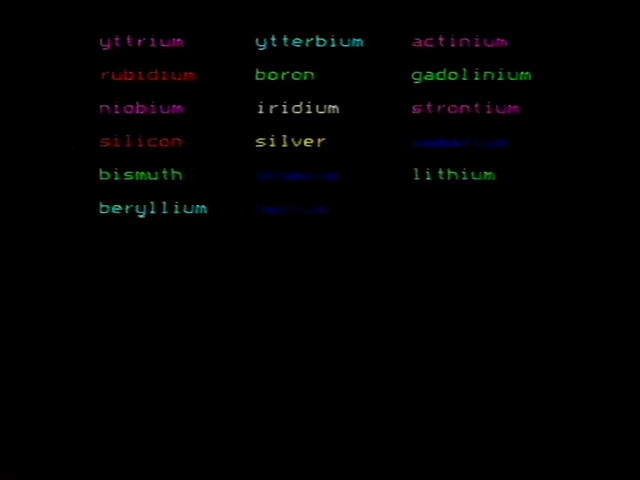 yttrium ytterbium actinium
rubidium boron gadolinium
niobium iridium strontium
silicon silver
bismuth lithium
beryllium